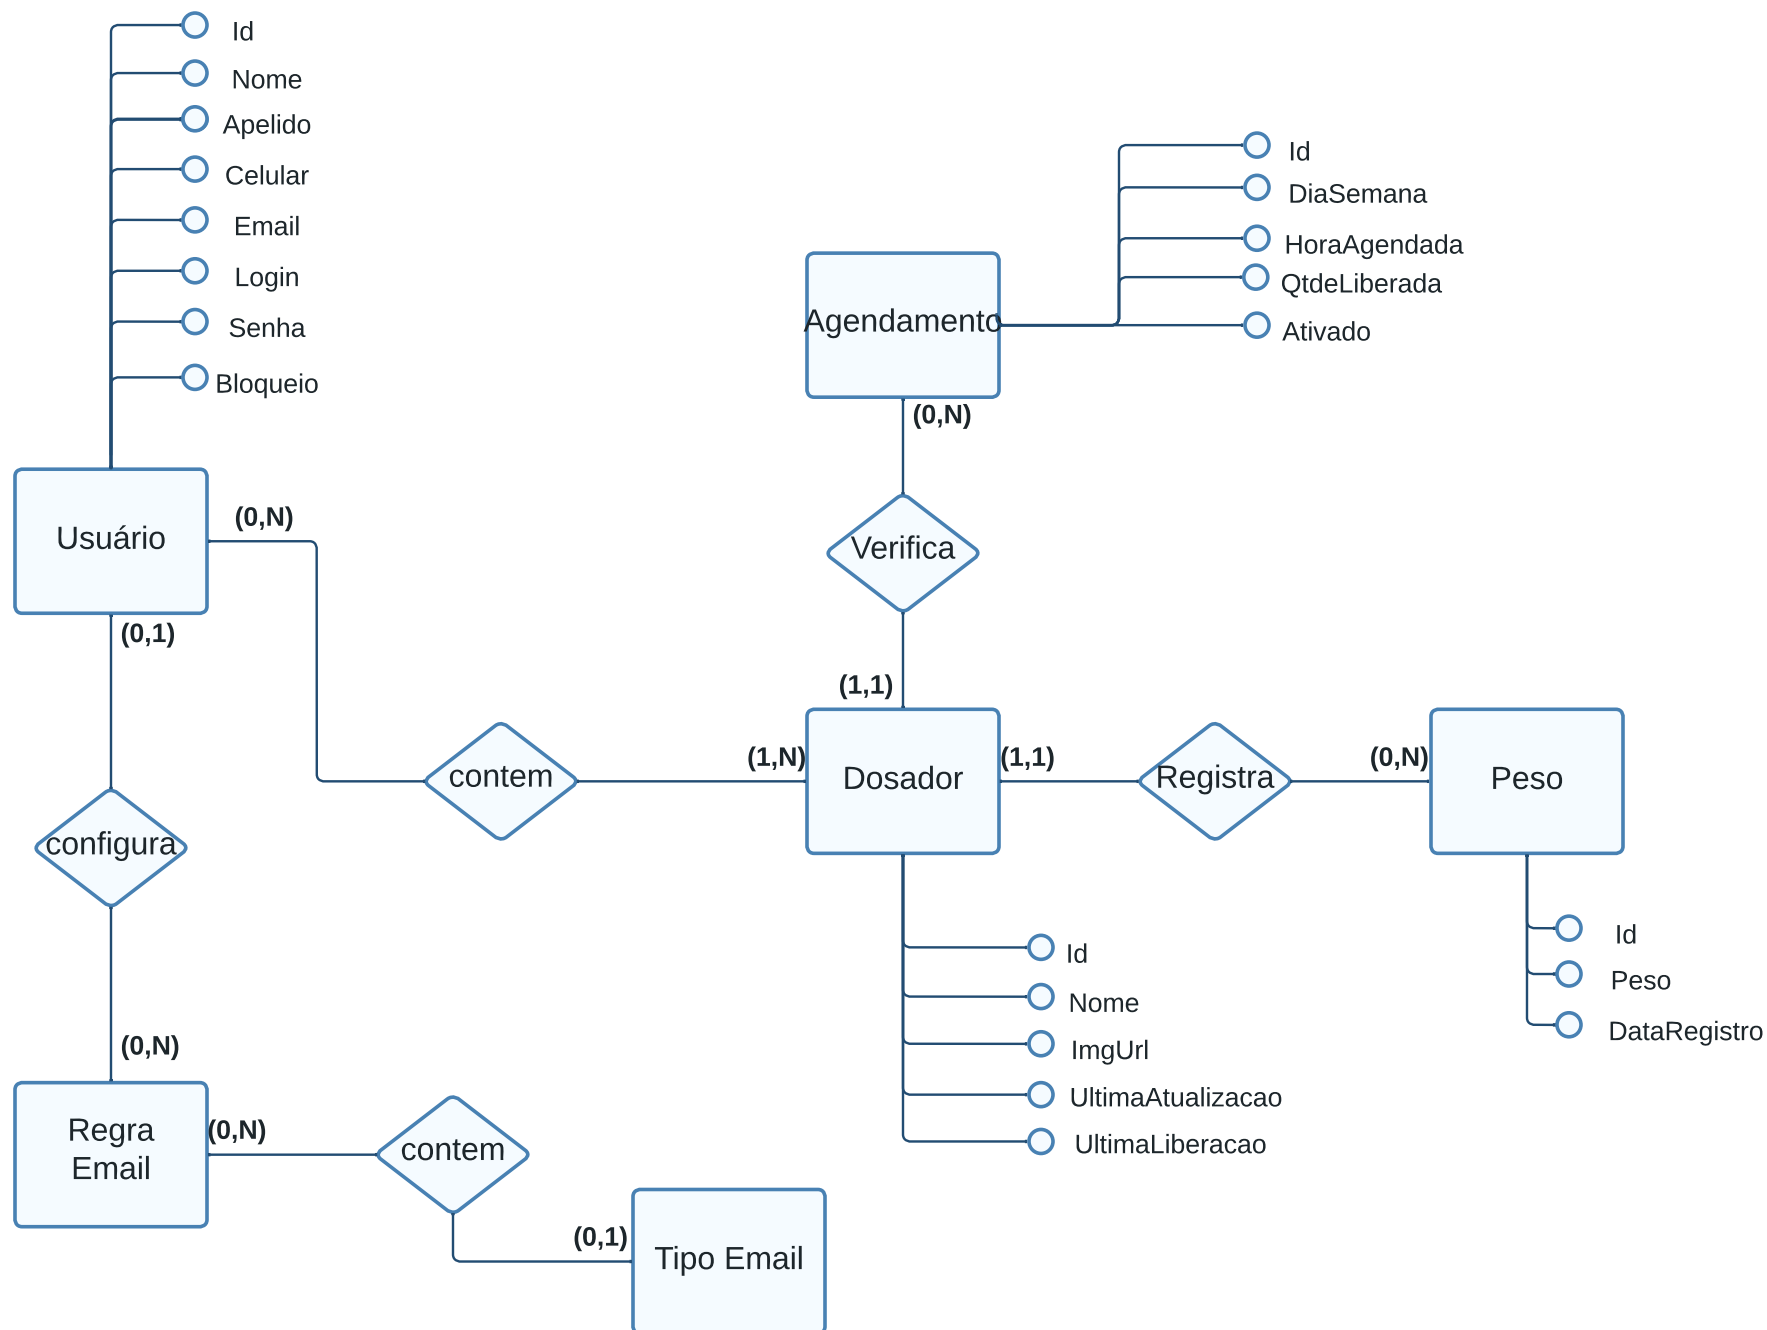 Id
Nome
Apelido
Celular
Email
Login
Senha
Bloqueio
Usuário
(0,N)
(0,1)
configura
(0,N)
Regra
Email
(0,N)
contem
(0,1)
Tipo Email
contem
(1,N)
Id
DiaSemana
HoraAgendada
QtdeLiberada
Ativado
Agendamento
(0,N)
Verifica
(1,1)
Dosador
(1,1)
Registra
(0,N)
Peso
Id
Nome
ImgUrl
UltimaAtualizacao
UltimaLiberacao
Id
Peso
DataRegistro